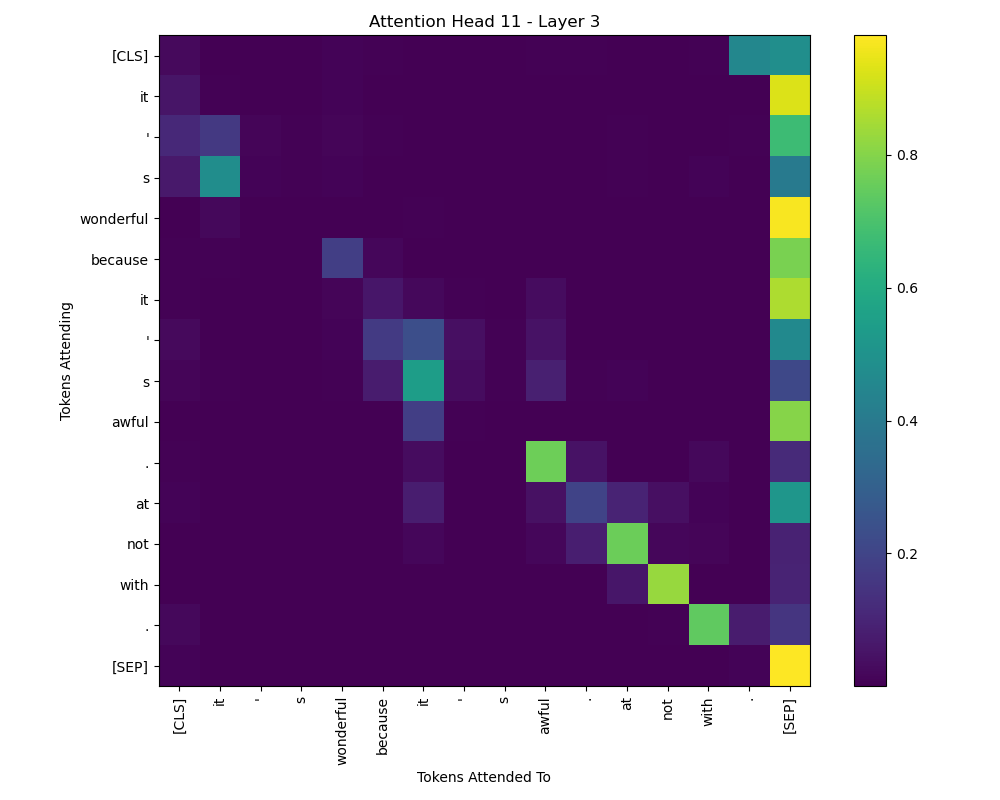 Attention Head 11 - Layer 3
[CLS]
it
'
s
wonderful
because
it
'
s
awful
.
at
not
with
.
[SEP]
Tokens Attending
[CLS]
it
'
s
wonderful
because
it
'
s
awful
.
at
not
with
.
[SEP]
Tokens Attended To
0.8
0.6
0.4
0.2